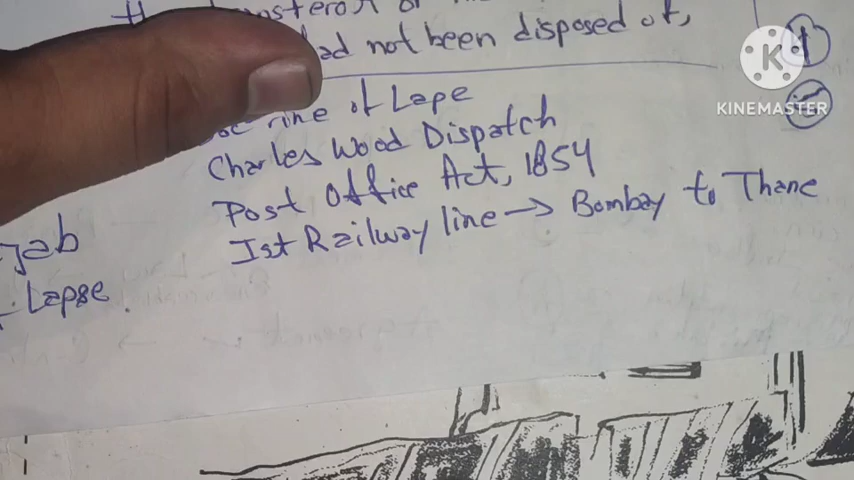 had not been disposed of,
of Lape
Charles Wood Dispatch
Post Office Act, 1854
Ist Railway line → Bombay to Thane
Lapse
KINEMASTER